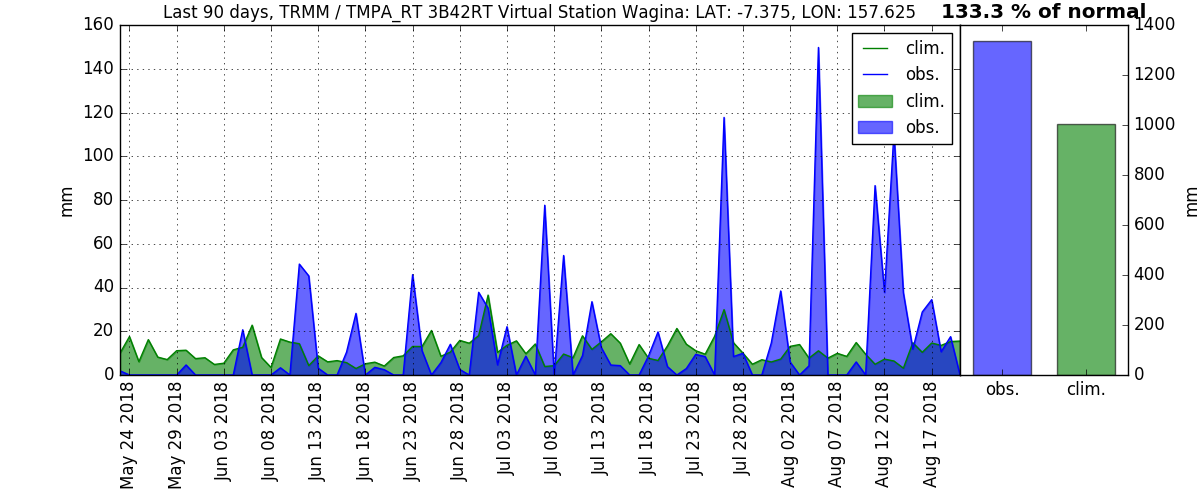 Last 90 days, TRMM / TMPA_RT 3B42RT Virtual Station Wagina: LAT: -7.375, LON: 157.625
133.3 % of normal
160
140
120
100
80
60
40
20
0
mm
clim.
obs.
clim.
obs.
May 24 2018
May 29 2018
Jun 03 2018
Jun 08 2018
Jun 13 2018
Jun 18 2018
Jun 23 2018
Jun 28 2018
Jul 03 2018
Jul 08 2018
Jul 13 2018
Jul 18 2018
Jul 23 2018
Jul 28 2018
Aug 02 2018
Aug 07 2018
Aug 12 2018
Aug 17 2018
1400
1200
1000
800
600
400
200
0
mm
obs.
clim.